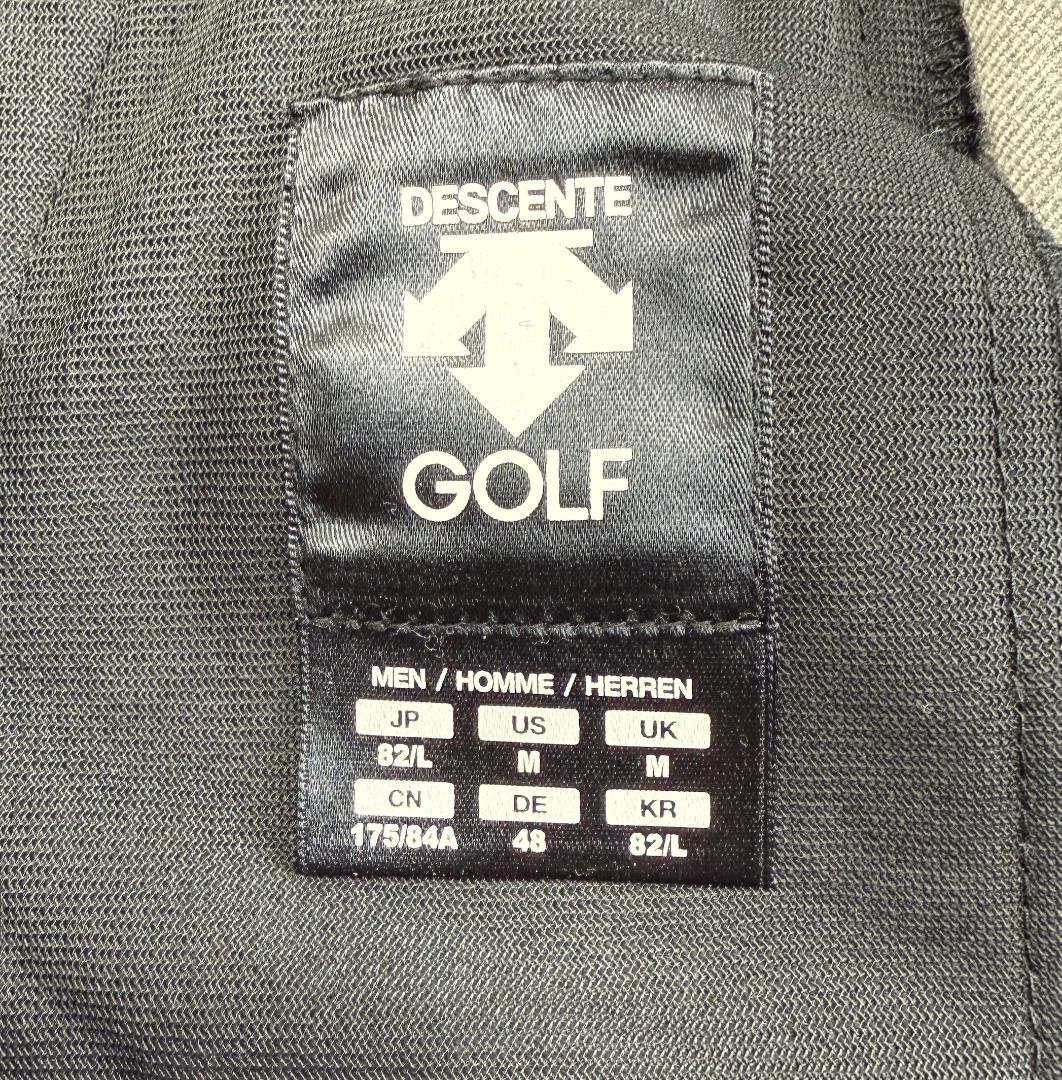 DESCENTE
GOLF
MEN / HOMME / HERREN
JP US UK
82/L M M
CN DE KR
175/84A 48 82/L